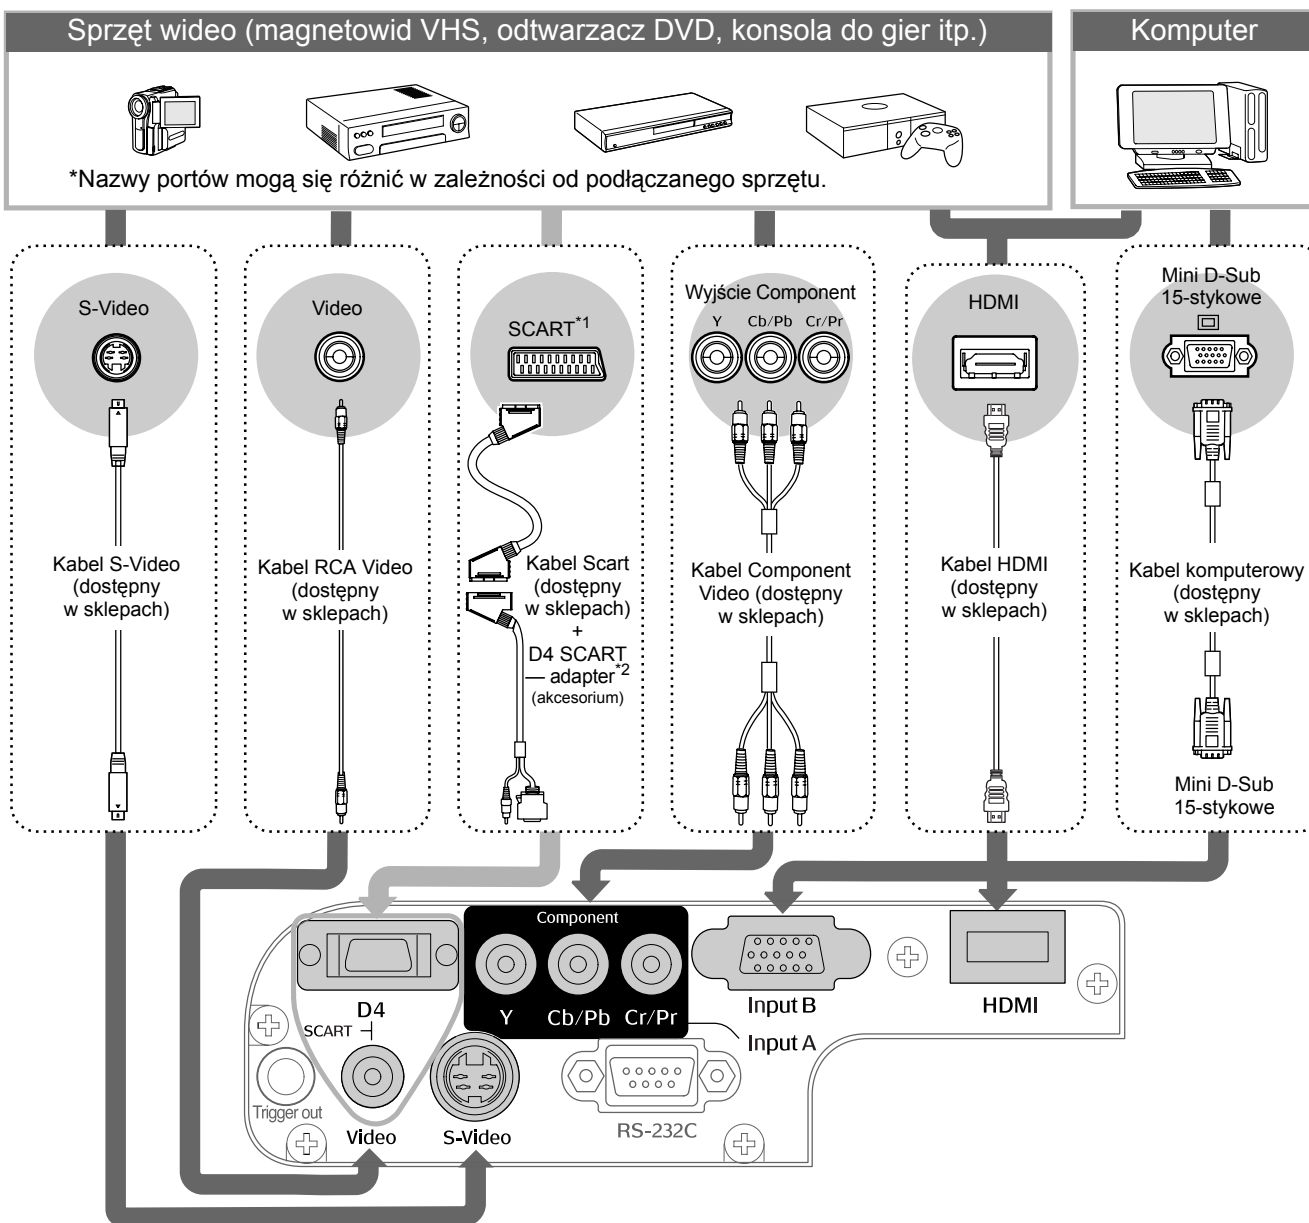 Sprzęt wideo (magnetowid VHS, odtwarzacz DVD, konsola do gier itp.)
Komputer
*Nazwy portów mogą się różnić w zależności od podłączanego sprzętu.
S-Video
Video
SCART*1
Wyjście Component
Y Cb/Pb Cr/Pr
HDMI
Mini D-Sub
15-stykowe
Kabel S-Video
(dostępny
w sklepach)
Kabel RCA Video
(dostępny
w sklepach)
Kabel Scart
(dostępny
w sklepach)
+
D4 SCART
adapter*2
(akcesorium)
Kabel Component
Video (dostępny
w sklepach)
Kabel HDMI
(dostępny
w sklepach)
Kabel komputerowy
(dostępny
w sklepach)
Mini D-Sub
15-stykowe
Component
Y Cb/Pb Cr/Pr
D4
SCART
Input B
Input A
HDMI
Trigger out
Video
S-Video
RS-232C